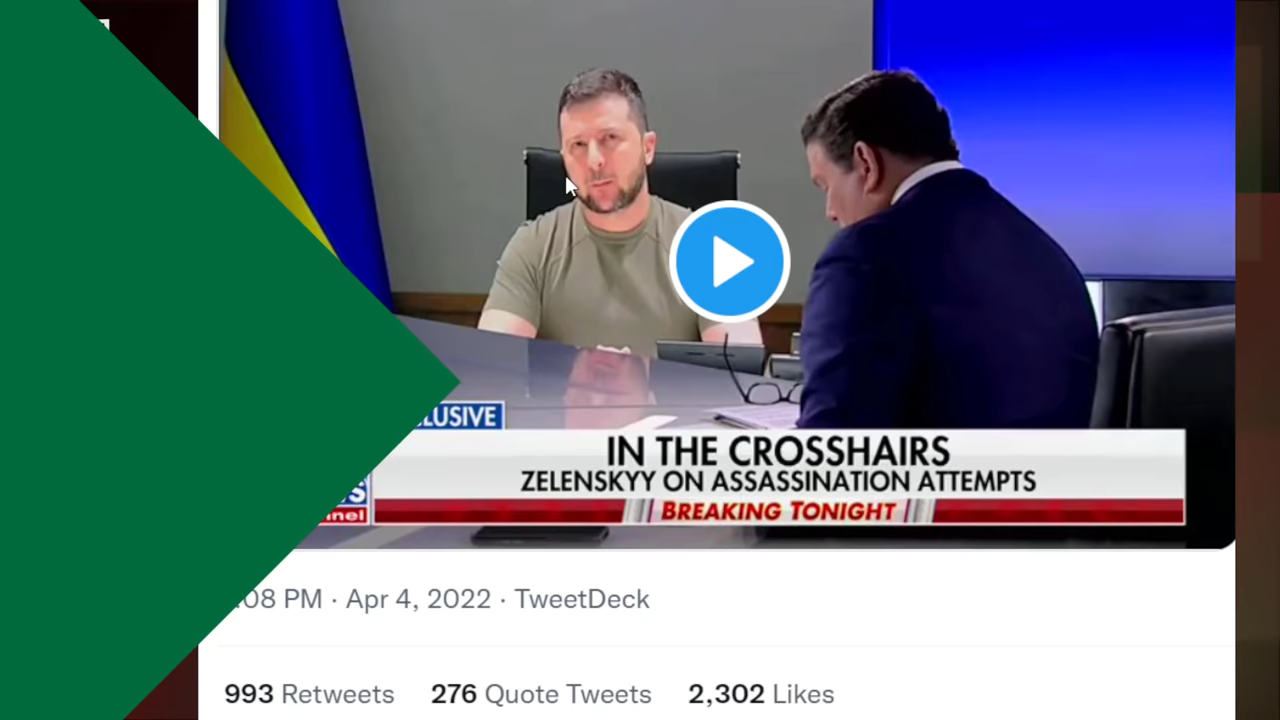 LUSIVE
IN THE CROSSHAIRS
ZELENSKYY ON ASSASSINATION ATTEMPTS
BREAKING TONIGHT
nel
08 PM · Apr 4, 2022 · TweetDeck
993 Retweets 276 Quote Tweets 2,302 Likes